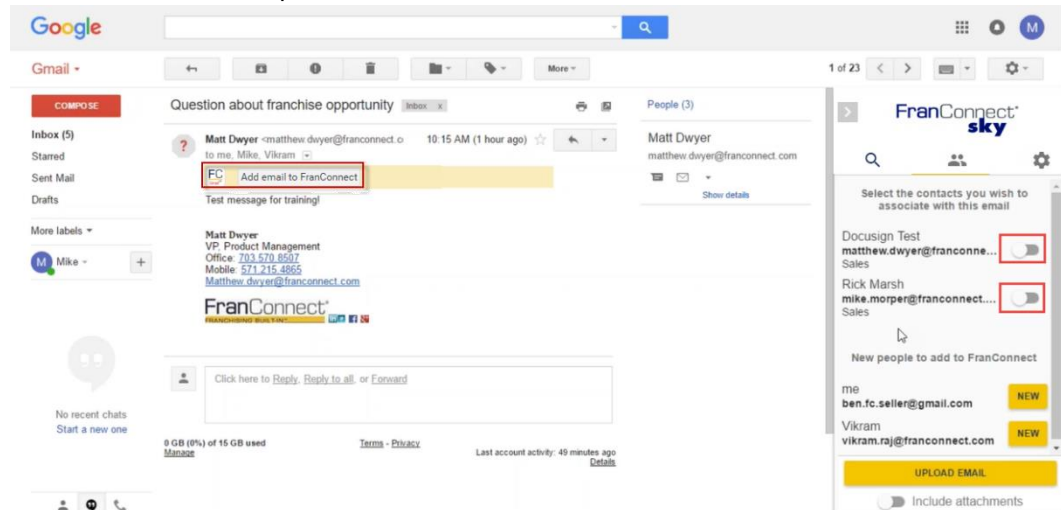 Google
M
Gmail
More
1 of 23
COMPOSE
Inbox (5)
Starred
Sent Mail
Drafts
More labels
M Mike
No recent chats
Start a new one
Question about franchise opportunity Inbox x
? Matt Dwyer <matthew.dwyer@franconnect.o 10:15 AM (1 hour ago)
to me, Mike, Vikram
FC Add email to FranConnect
Test message for training!
Matt Dwyer
VP, Product Management
Office: 703.570.8507
Mobile: 571.215.4865
Matthew.dwyer@franconnect.com
FranConnect
FRANCHISING BUILT-IN
Click here to Reply, Reply to all, or Forward
0 GB (0%) of 15 GB used
Manage
Terms - Privacy
Last account activity: 49 minutes ago
Details
People (3)
Matt Dwyer
matthew.dwyer@franconnect.com
Show details
FranConnect
sky
Select the contacts you wish to
associate with this email
Docusign Test
matthew.dwyer@franconne...
Sales
Rick Marsh
mike.morper@franconnect....
Sales
New people to add to FranConnect
me
ben.fc.seller@gmail.com NEW
Vikram
vikram.raj@franconnect.com NEW
UPLOAD EMAIL
Include attachments